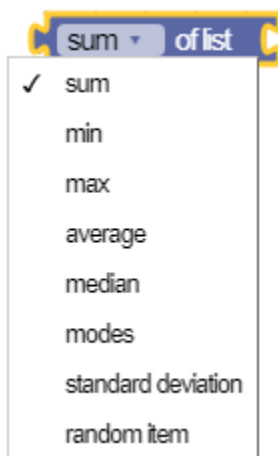 sum of list
sum
min
max
average
median
modes
standard deviation
random item